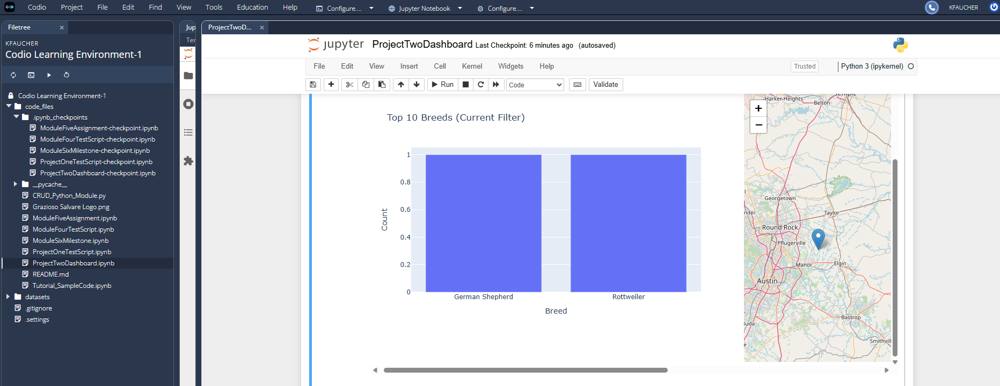 Codio Project File Edit Find View Tools Education Help Configure.... Jupyter Notebook Configure.... KFAUCHER
Filetree
KFAUCHER
Codio Learning Environment-1
Codio Learning Environment-1
code_files
.ipynb_checkpoints
ModuleFiveAssignment-checkpoint.ipynb
ModuleFourTestScript-checkpoint.ipynb
ModuleSixMilestone-checkpoint.ipynb
ProjectOneTestScript-checkpoint.ipynb
ProjectTwoDashboard-checkpoint.ipynb
__pycache__
CRUD_Python_Module.py
Grazioso Salvare Logo.png
ModuleFiveAssignment.ipynb
ModuleFourTestScript.ipynb
ModuleSixMilestone.ipynb
ProjectOneTestScript.ipynb
ProjectTwoDashboard.ipynb
README.md
Tutorial_SampleCode.ipynb
datasets
.gitignore
.settings
Jup
Ter
ProjectTwoD...
jupyter ProjectTwoDashboard Last Checkpoint: 6 minutes ago (autosaved)
File Edit View Insert Cell Kernel Widgets Help Trusted Python 3 (ipykernel)
Run Code Validate
Top 10 Breeds (Current Filter)
1
0.8
0.6
0.4
0.2
0
Count
German Shepherd Rottweiler
Breed
+
−
Temple
Harker Heights
Belton
Georgetown
nder
Taylor
Round Rock
Pflugerville
Manor
Elgin
Austin
Bastrop
Buda
Smithvill
e